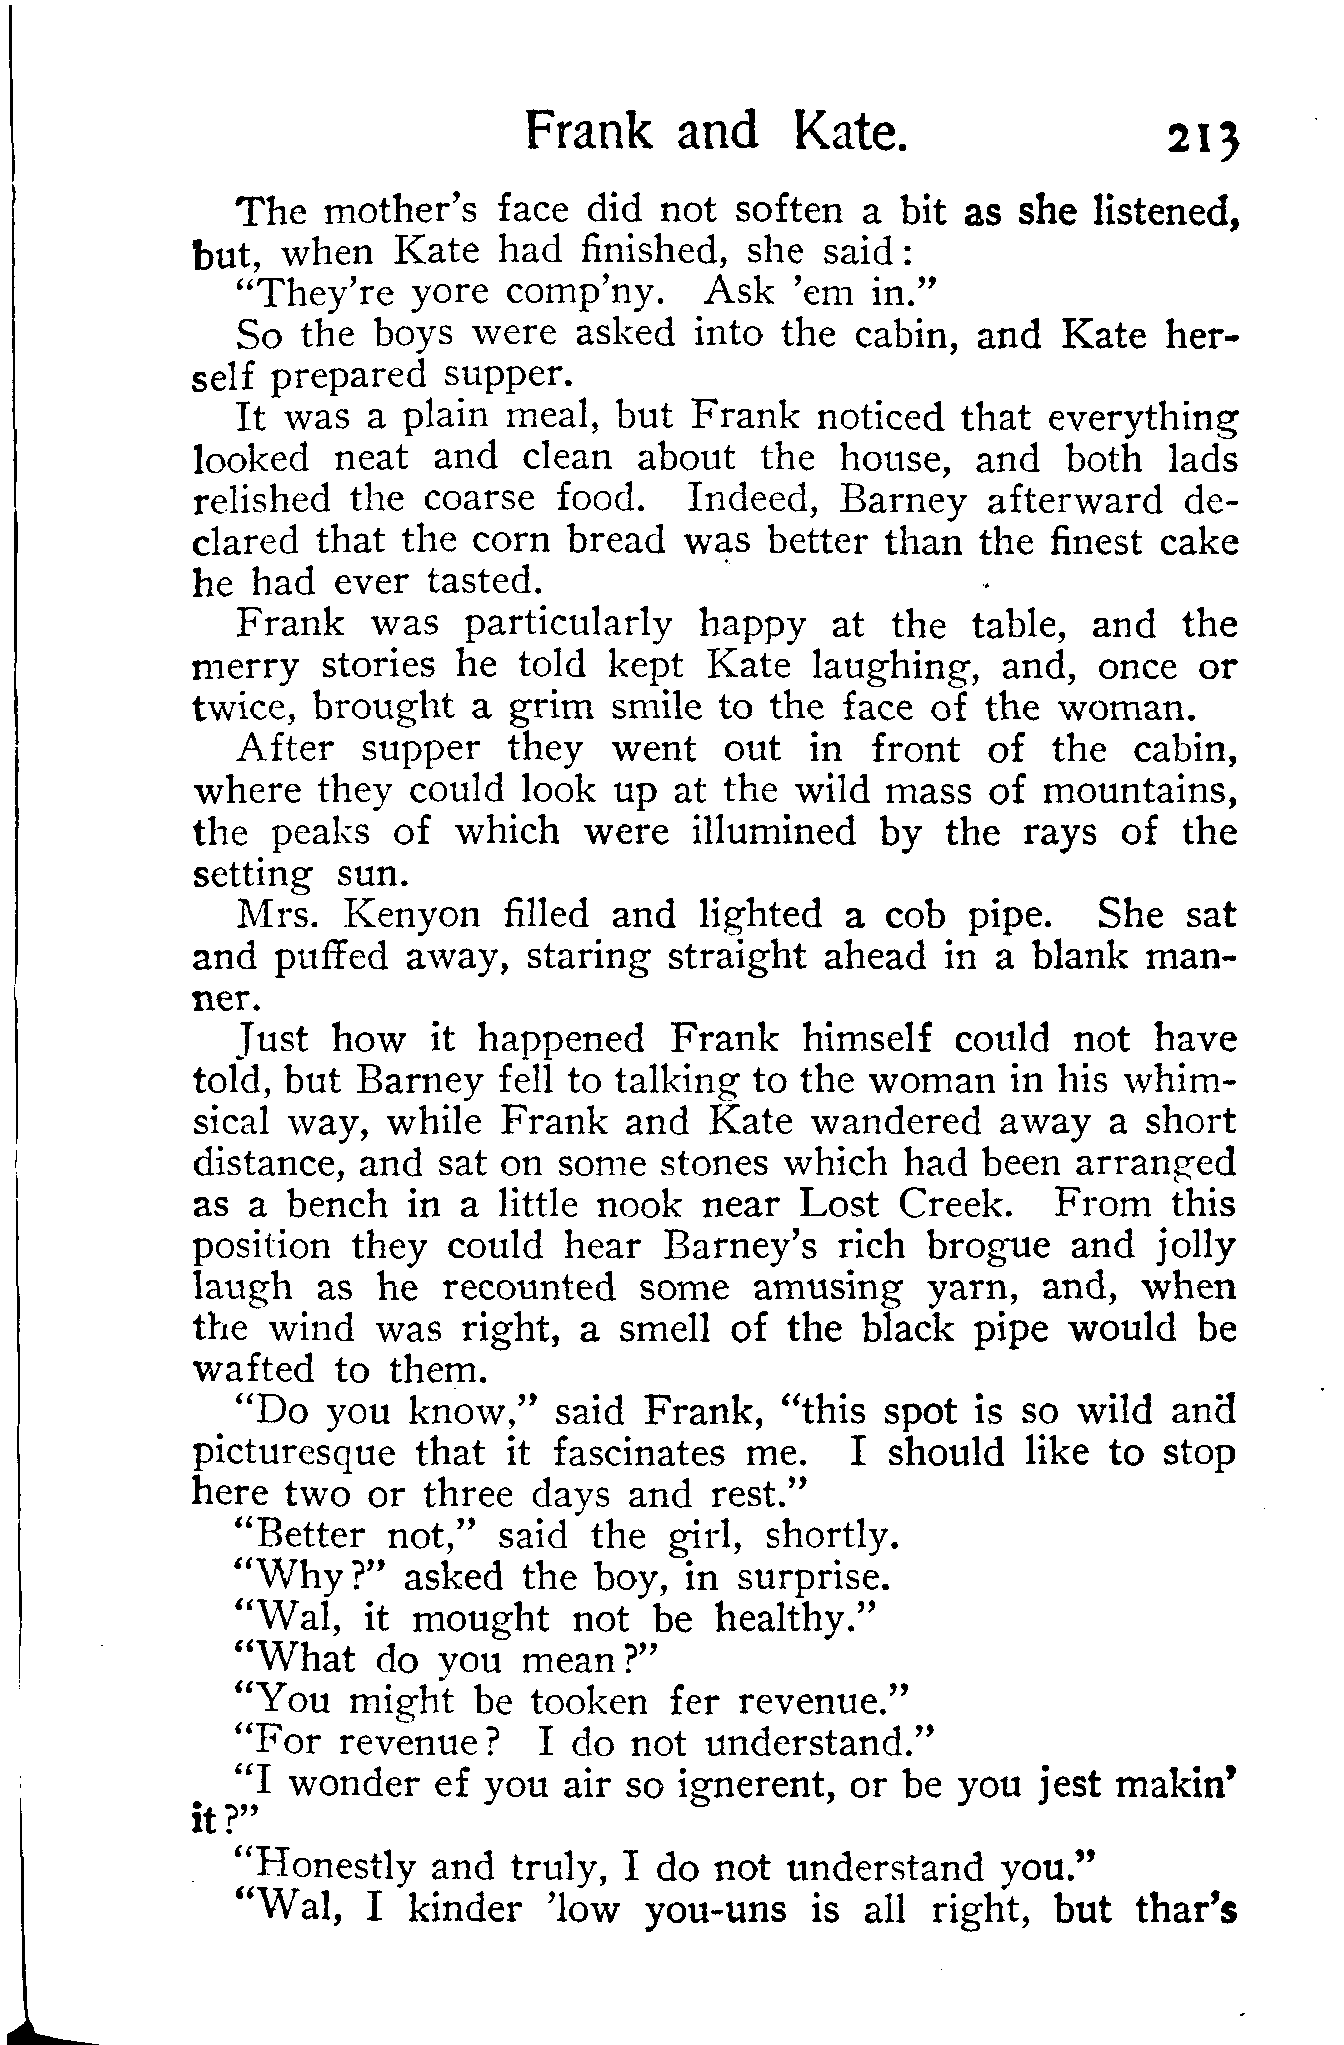 Frank and Kate. 213
The mother's face did not soften a bit as she listened,
but, when Kate had finished, she said:
"They're yore comp'ny. Ask 'em in."
So the boys were asked into the cabin, and Kate her-
self prepared supper.
It was a plain meal, but Frank noticed that everything
looked neat and clean about the house, and both lads
relished the coarse food. Indeed, Barney afterward de-
clared that the corn bread was better than the finest cake
he had ever tasted.
Frank was particularly happy at the table, and the
merry stories he told kept Kate laughing, and, once or
twice, brought a grim smile to the face of the woman.
After supper they went out in front of the cabin,
where they could look up at the wild mass of mountains,
the peaks of which were illumined by the rays of the
setting sun.
Mrs. Kenyon filled and lighted a cob pipe. She sat
and puffed away, staring straight ahead in a blank man-
ner.
Just how it happened Frank himself could not have
told, but Barney fell to talking to the woman in his whim-
sical way, while Frank and Kate wandered away a short
distance, and sat on some stones which had been arranged
as a bench in a little nook near Lost Creek. From this
position they could hear Barney's rich brogue and jolly
laugh as he recounted some amusing yarn, and, when
the wind was right, a smell of the black pipe would be
wafted to them.
"Do you know," said Frank, "this spot is so wild and
picturesque that it fascinates me. I should like to stop
here two or three days and rest."
"Better not," said the girl, shortly.
"Why?" asked the boy, in surprise.
"Wal, it mought not be healthy."
"What do you mean?"
"You might be tooken fer revenue."
"For revenue? I do not understand."
"I wonder ef you air so ignerent, or be you jest makin'
it?"
"Honestly and truly, I do not understand you."
"Wal, I kinder 'low you-uns is all right, but thar's